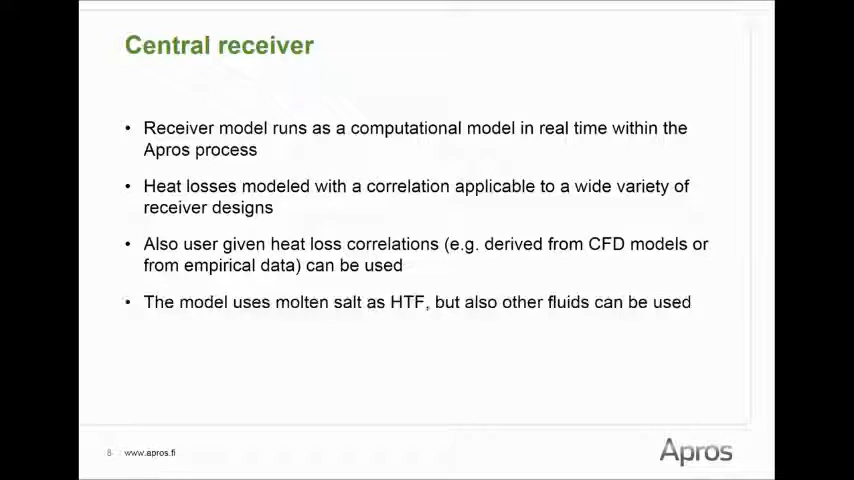 Central receiver
• Receiver model runs as a computational model in real time within the
Apros process
• Heat losses modeled with a correlation applicable to a wide variety of
receiver designs
• Also user given heat loss correlations (e.g. derived from CFD models or
from empirical data) can be used
• The model uses molten salt as HTF, but also other fluids can be used
8 www.apros.fi
Apros